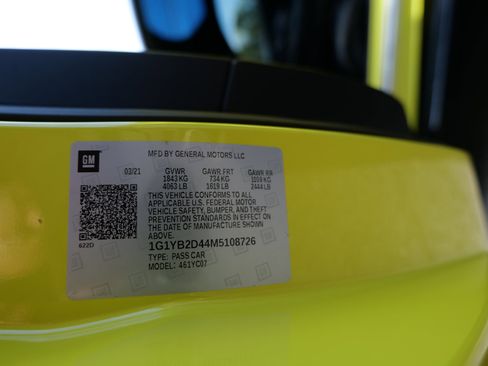 GM
MFD BY GENERAL MOTORS LLC
03/21 GVWR GAWR FRT GAWR RR
1843 KG 734 KG 1109 KG
4063 LB 1619 LB 2444 LB
THIS VEHICLE CONFORMS TO ALL
APPLICABLE U.S. FEDERAL MOTOR
VEHICLE SAFETY, BUMPER, AND THEFT
PREVENTION STANDARDS IN EFFECT ON
THE DATE OF MANUFACTURE SHOWN
ABOVE.
622D
1G1YB2D44M5108726
TYPE: PASS CAR
MODEL: 461YC07